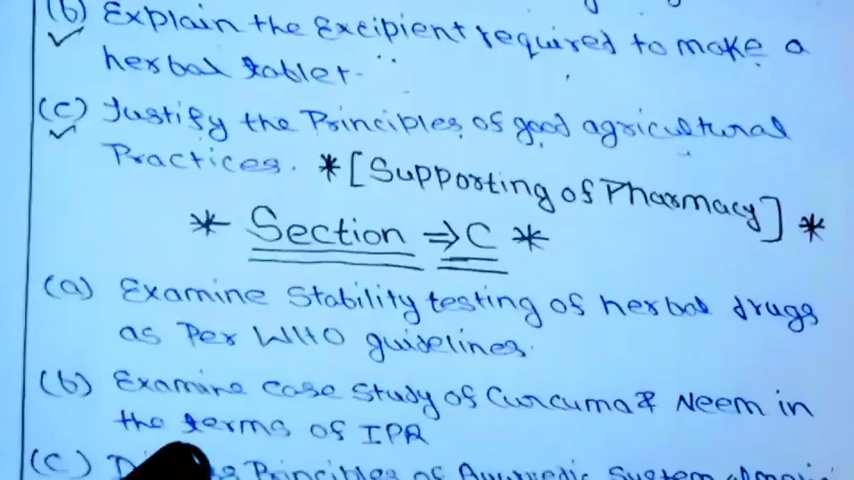 (b) Explain the Excipient required to make a
herbal tablet.
(c) Justify the Principles of good agricultural
Practices. *[Supporting of Pharmacy]*
* Section ⇒ C *
(a) Examine Stability testing of herbal drugs
as Per WHO guidelines.
(b) Examine case study of Curcuma & Neem in
the terms of IPR
(c) Principles of Ayurvedic System